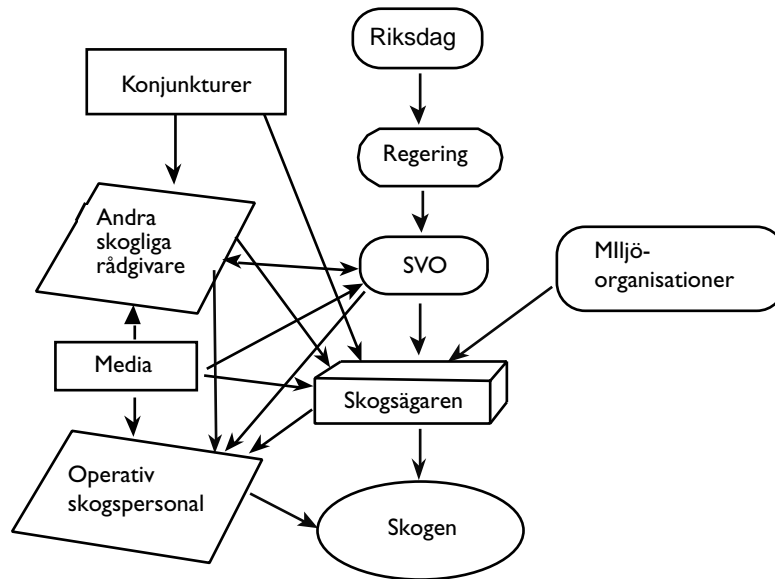 Riksdag
Konjunkturer
Regering
Andra
skogliga
rådgivare
SVO
MIljö-
organisationer
Media
Skogsägaren
Operativ
skogspersonal
Skogen